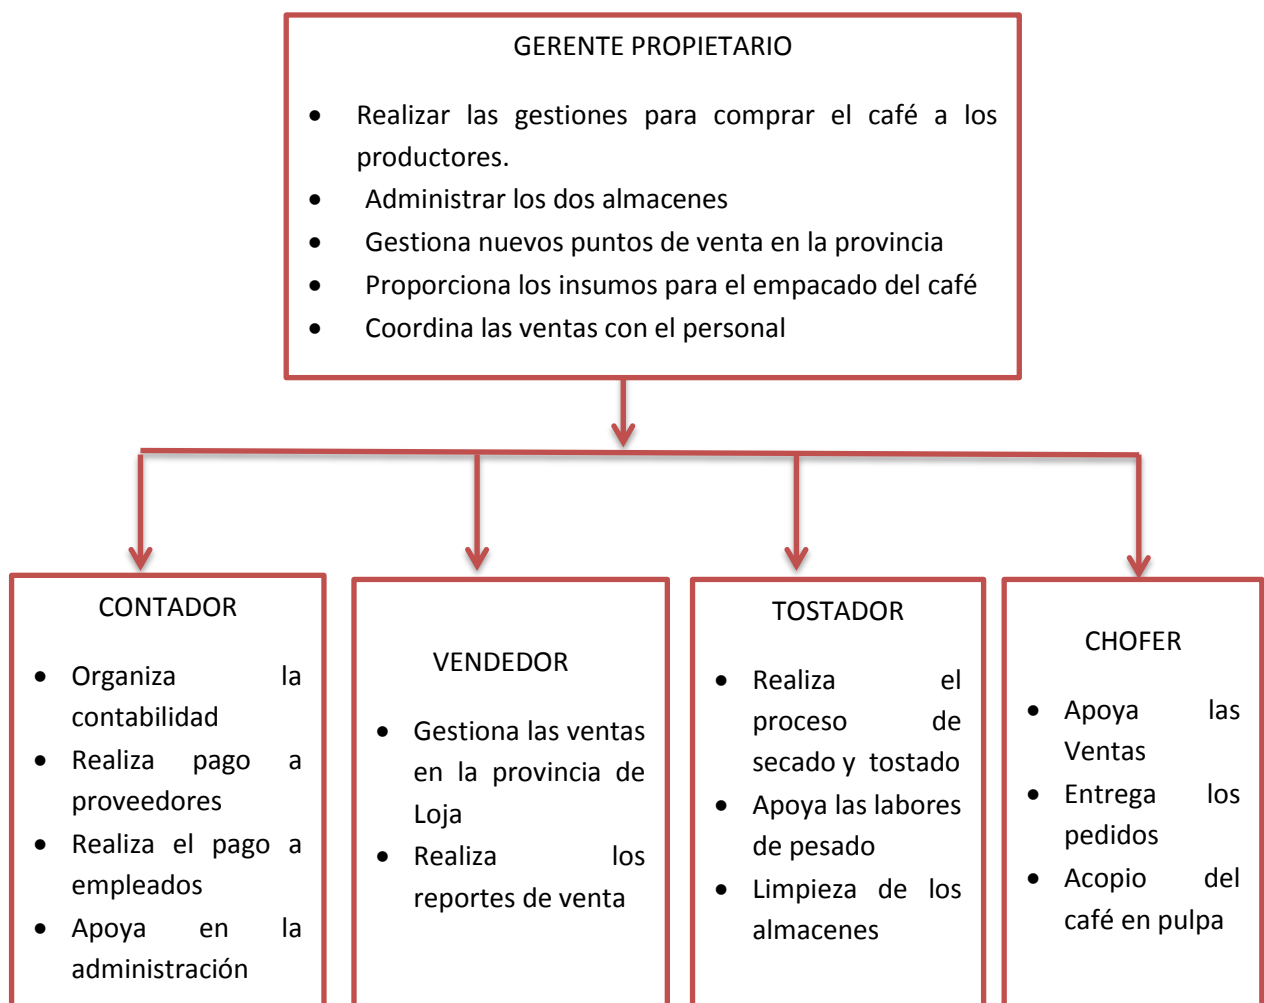 GERENTE PROPIETARIO
• Realizar las gestiones para comprar el café a los
productores.
• Administrar los dos almacenes
• Gestiona nuevos puntos de venta en la provincia
• Proporciona los insumos para el empacado del café
• Coordina las ventas con el personal
CONTADOR
• Organiza la
contabilidad
• Realiza pago a
proveedores
• Realiza el pago a
empleados
• Apoya en la
administración
VENDEDOR
• Gestiona las ventas
en la provincia de
Loja
• Realiza los
reportes de venta
TOSTADOR
• Realiza el
proceso de
secado y tostado
• Apoya las labores
de pesado
• Limpieza de los
almacenes
CHOFER
• Apoya las
Ventas
• Entrega los
pedidos
• Acopio del
café en pulpa